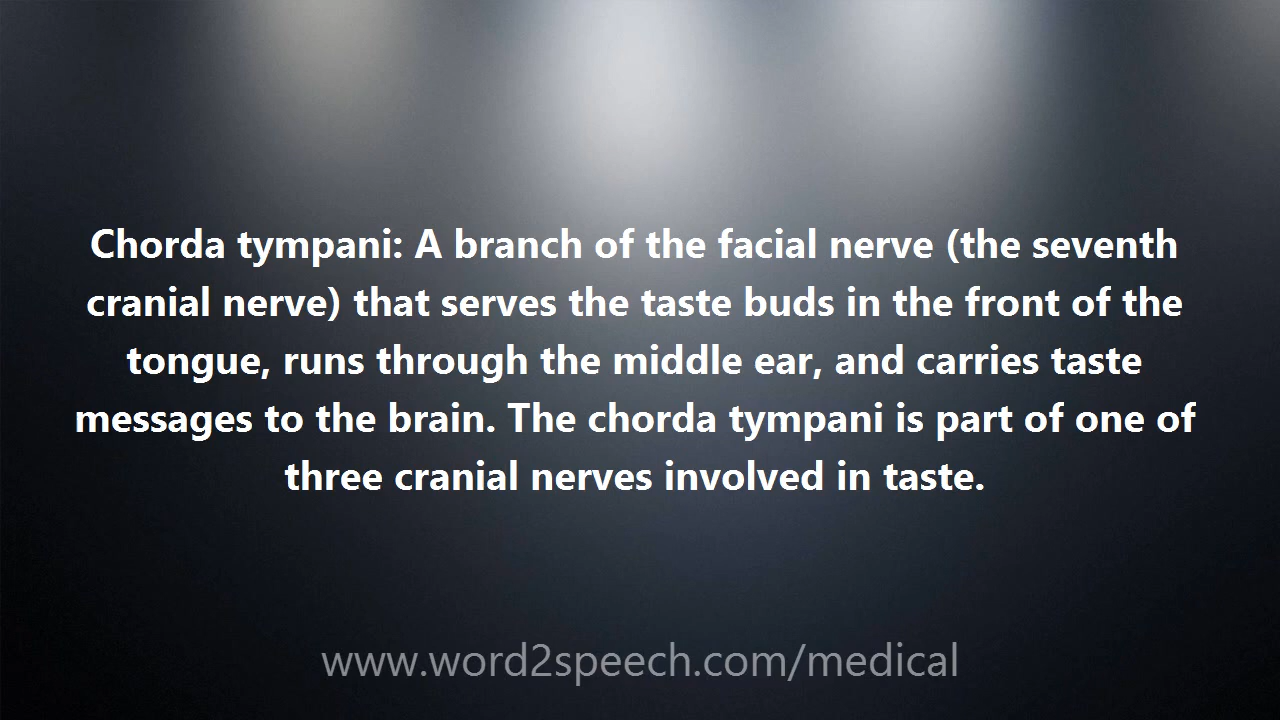 Chorda tympani: A branch of the facial nerve (the seventh
cranial nerve) that serves the taste buds in the front of the
tongue, runs through the middle ear, and carries taste
messages to the brain. The chorda tympani is part of one of
three cranial nerves involved in taste.
www.word2speech.com/medical